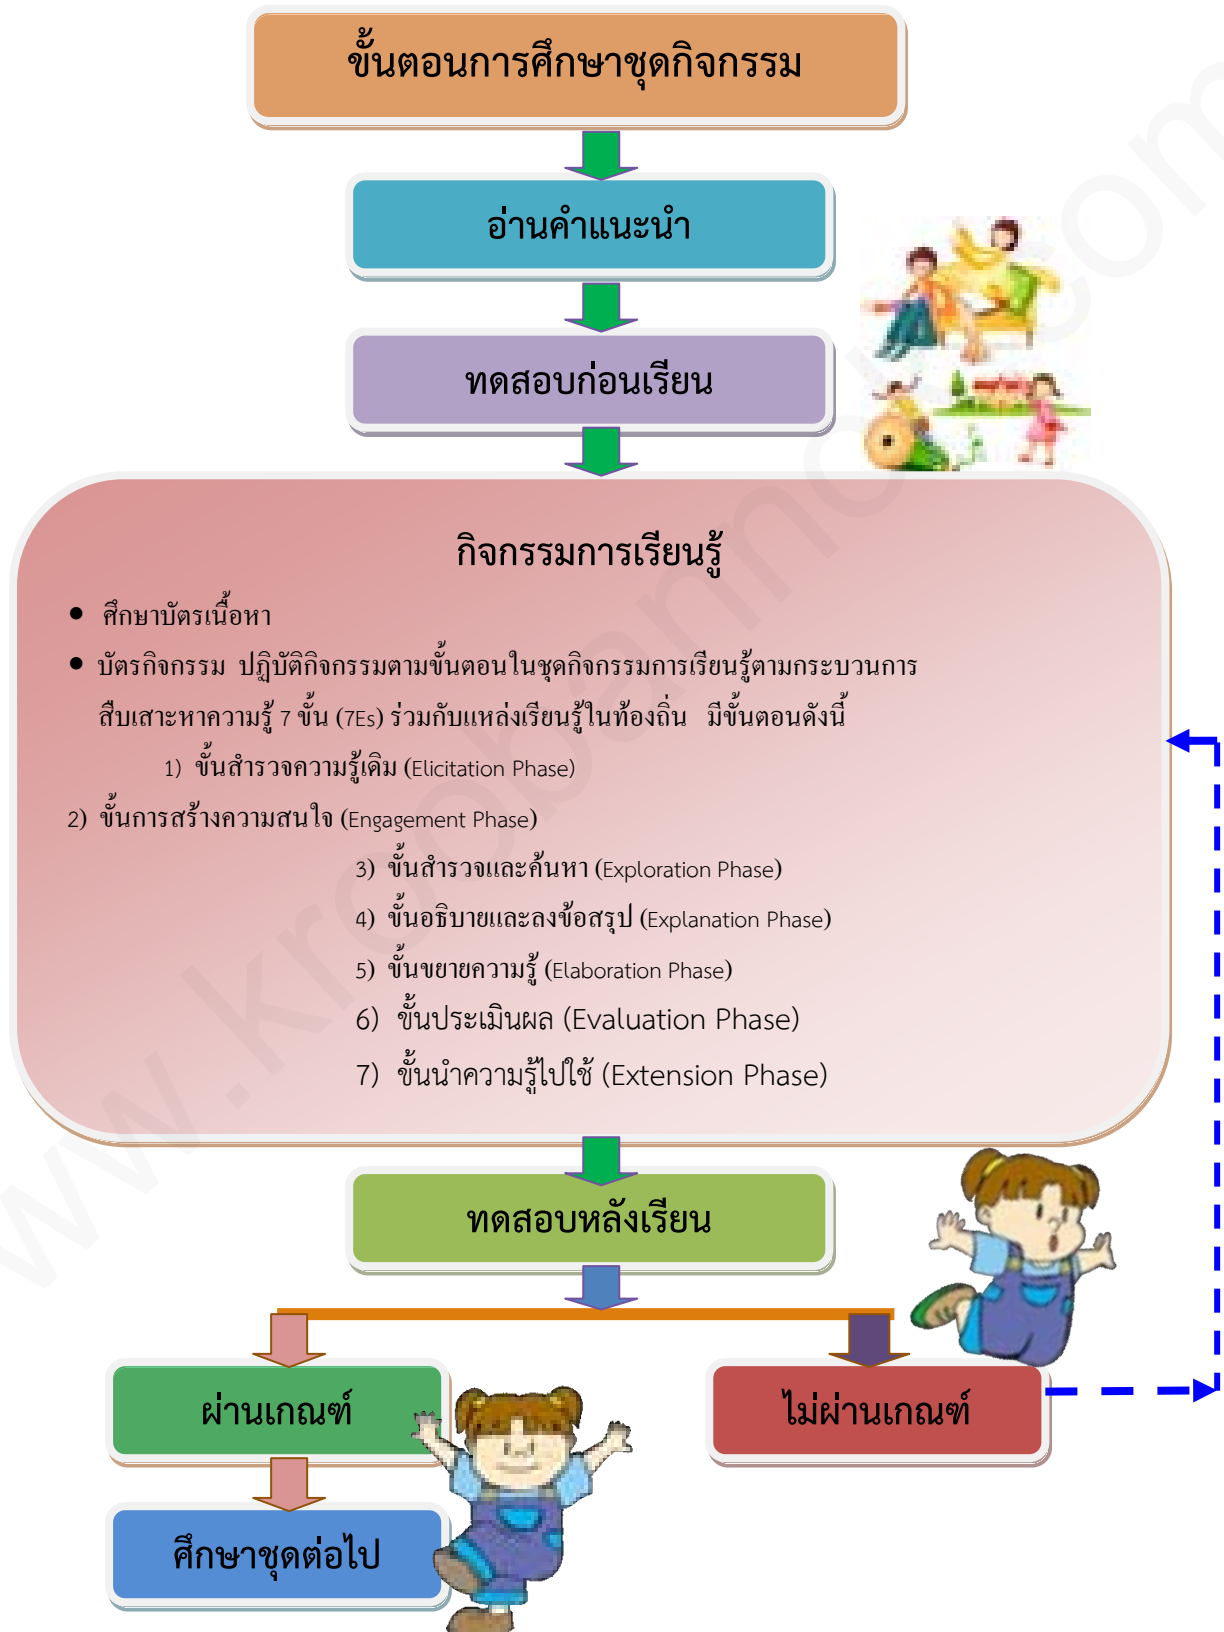 ขั้นตอนการศึกษาชุดกิจกรรม
อ่านคำแนะนำ
ทดสอบก่อนเรียน
กิจกรรมการเรียนรู้
• ศึกษาบัตรเนื้อหา
• บัตรกิจกรรม ปฏิบัติกิจกรรมตามขั้นตอนในชุดกิจกรรมการเรียนรู้ตามกระบวนการ
สืบเสาะหาความรู้ 7 ขั้น (7Es) ร่วมกับแหล่งเรียนรู้ในท้องถิ่น มีขั้นตอนดังนี้
1) ขั้นสำรวจความรู้เดิม (Elicitation Phase)
2) ขั้นการสร้างความสนใจ (Engagement Phase)
3) ขั้นสำรวจและค้นหา (Exploration Phase)
4) ขั้นอธิบายและลงข้อสรุป (Explanation Phase)
5) ขั้นขยายความรู้ (Elaboration Phase)
6) ขั้นประเมินผล (Evaluation Phase)
7) ขั้นนำความรู้ไปใช้ (Extension Phase)
ทดสอบหลังเรียน
ผ่านเกณฑ์
ไม่ผ่านเกณฑ์
ศึกษาชุดต่อไป